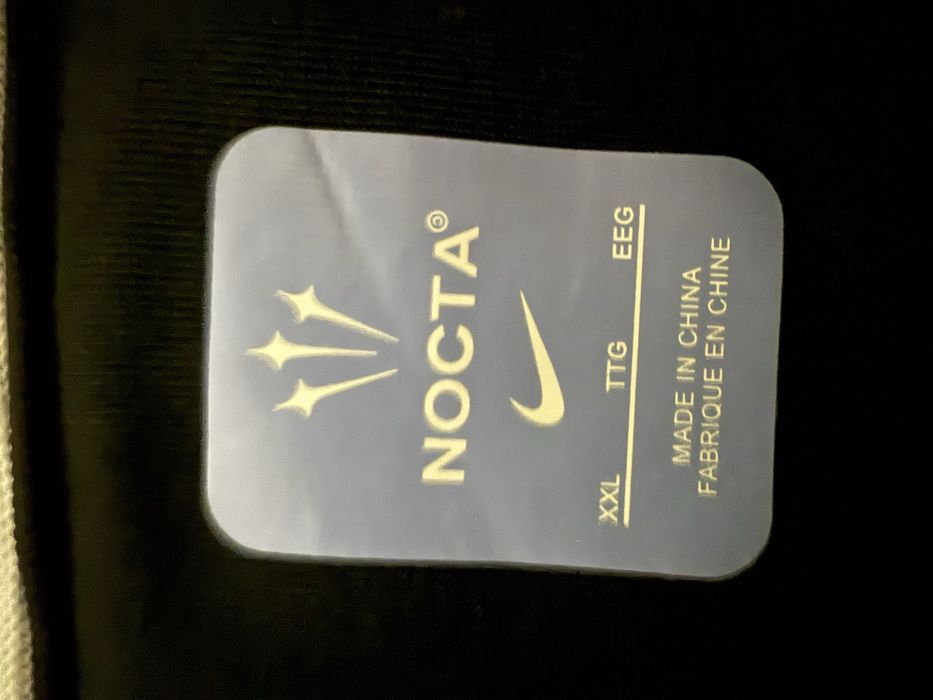 NOCTA©
XXL TTG EEG
MADE IN CHINA
FABRIQUE EN CHINE